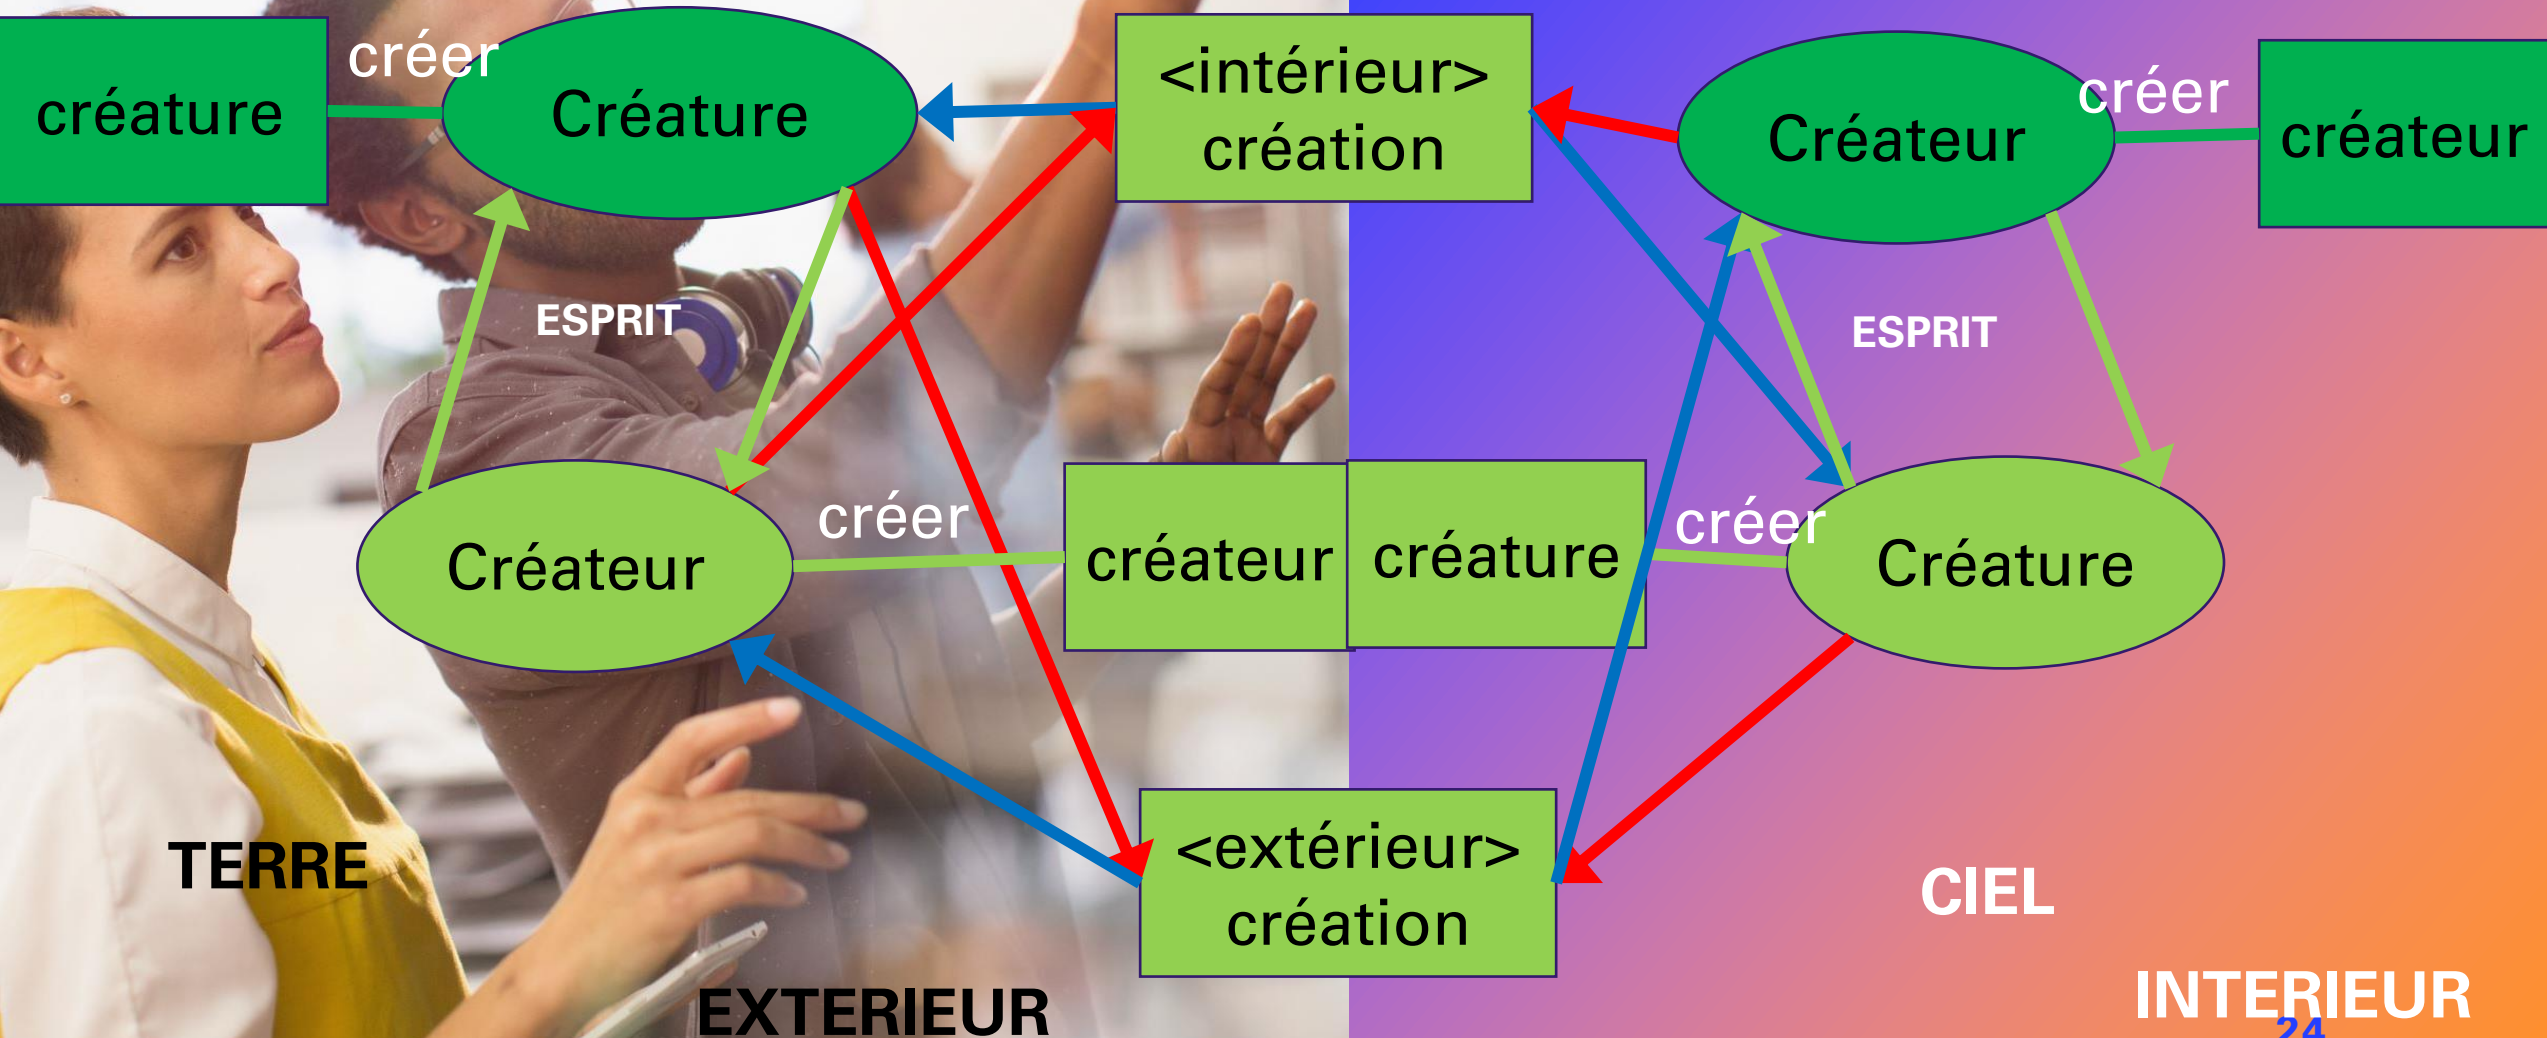 créature
créer
Créature
<intérieur>
création
Créateur
créer
créateur
ESPRIT
ESPRIT
Créateur
créer
créateur
créature
créer
Créature
<extérieur>
création
TERRE
CIEL
EXTERIEUR
INTERIEUR
24